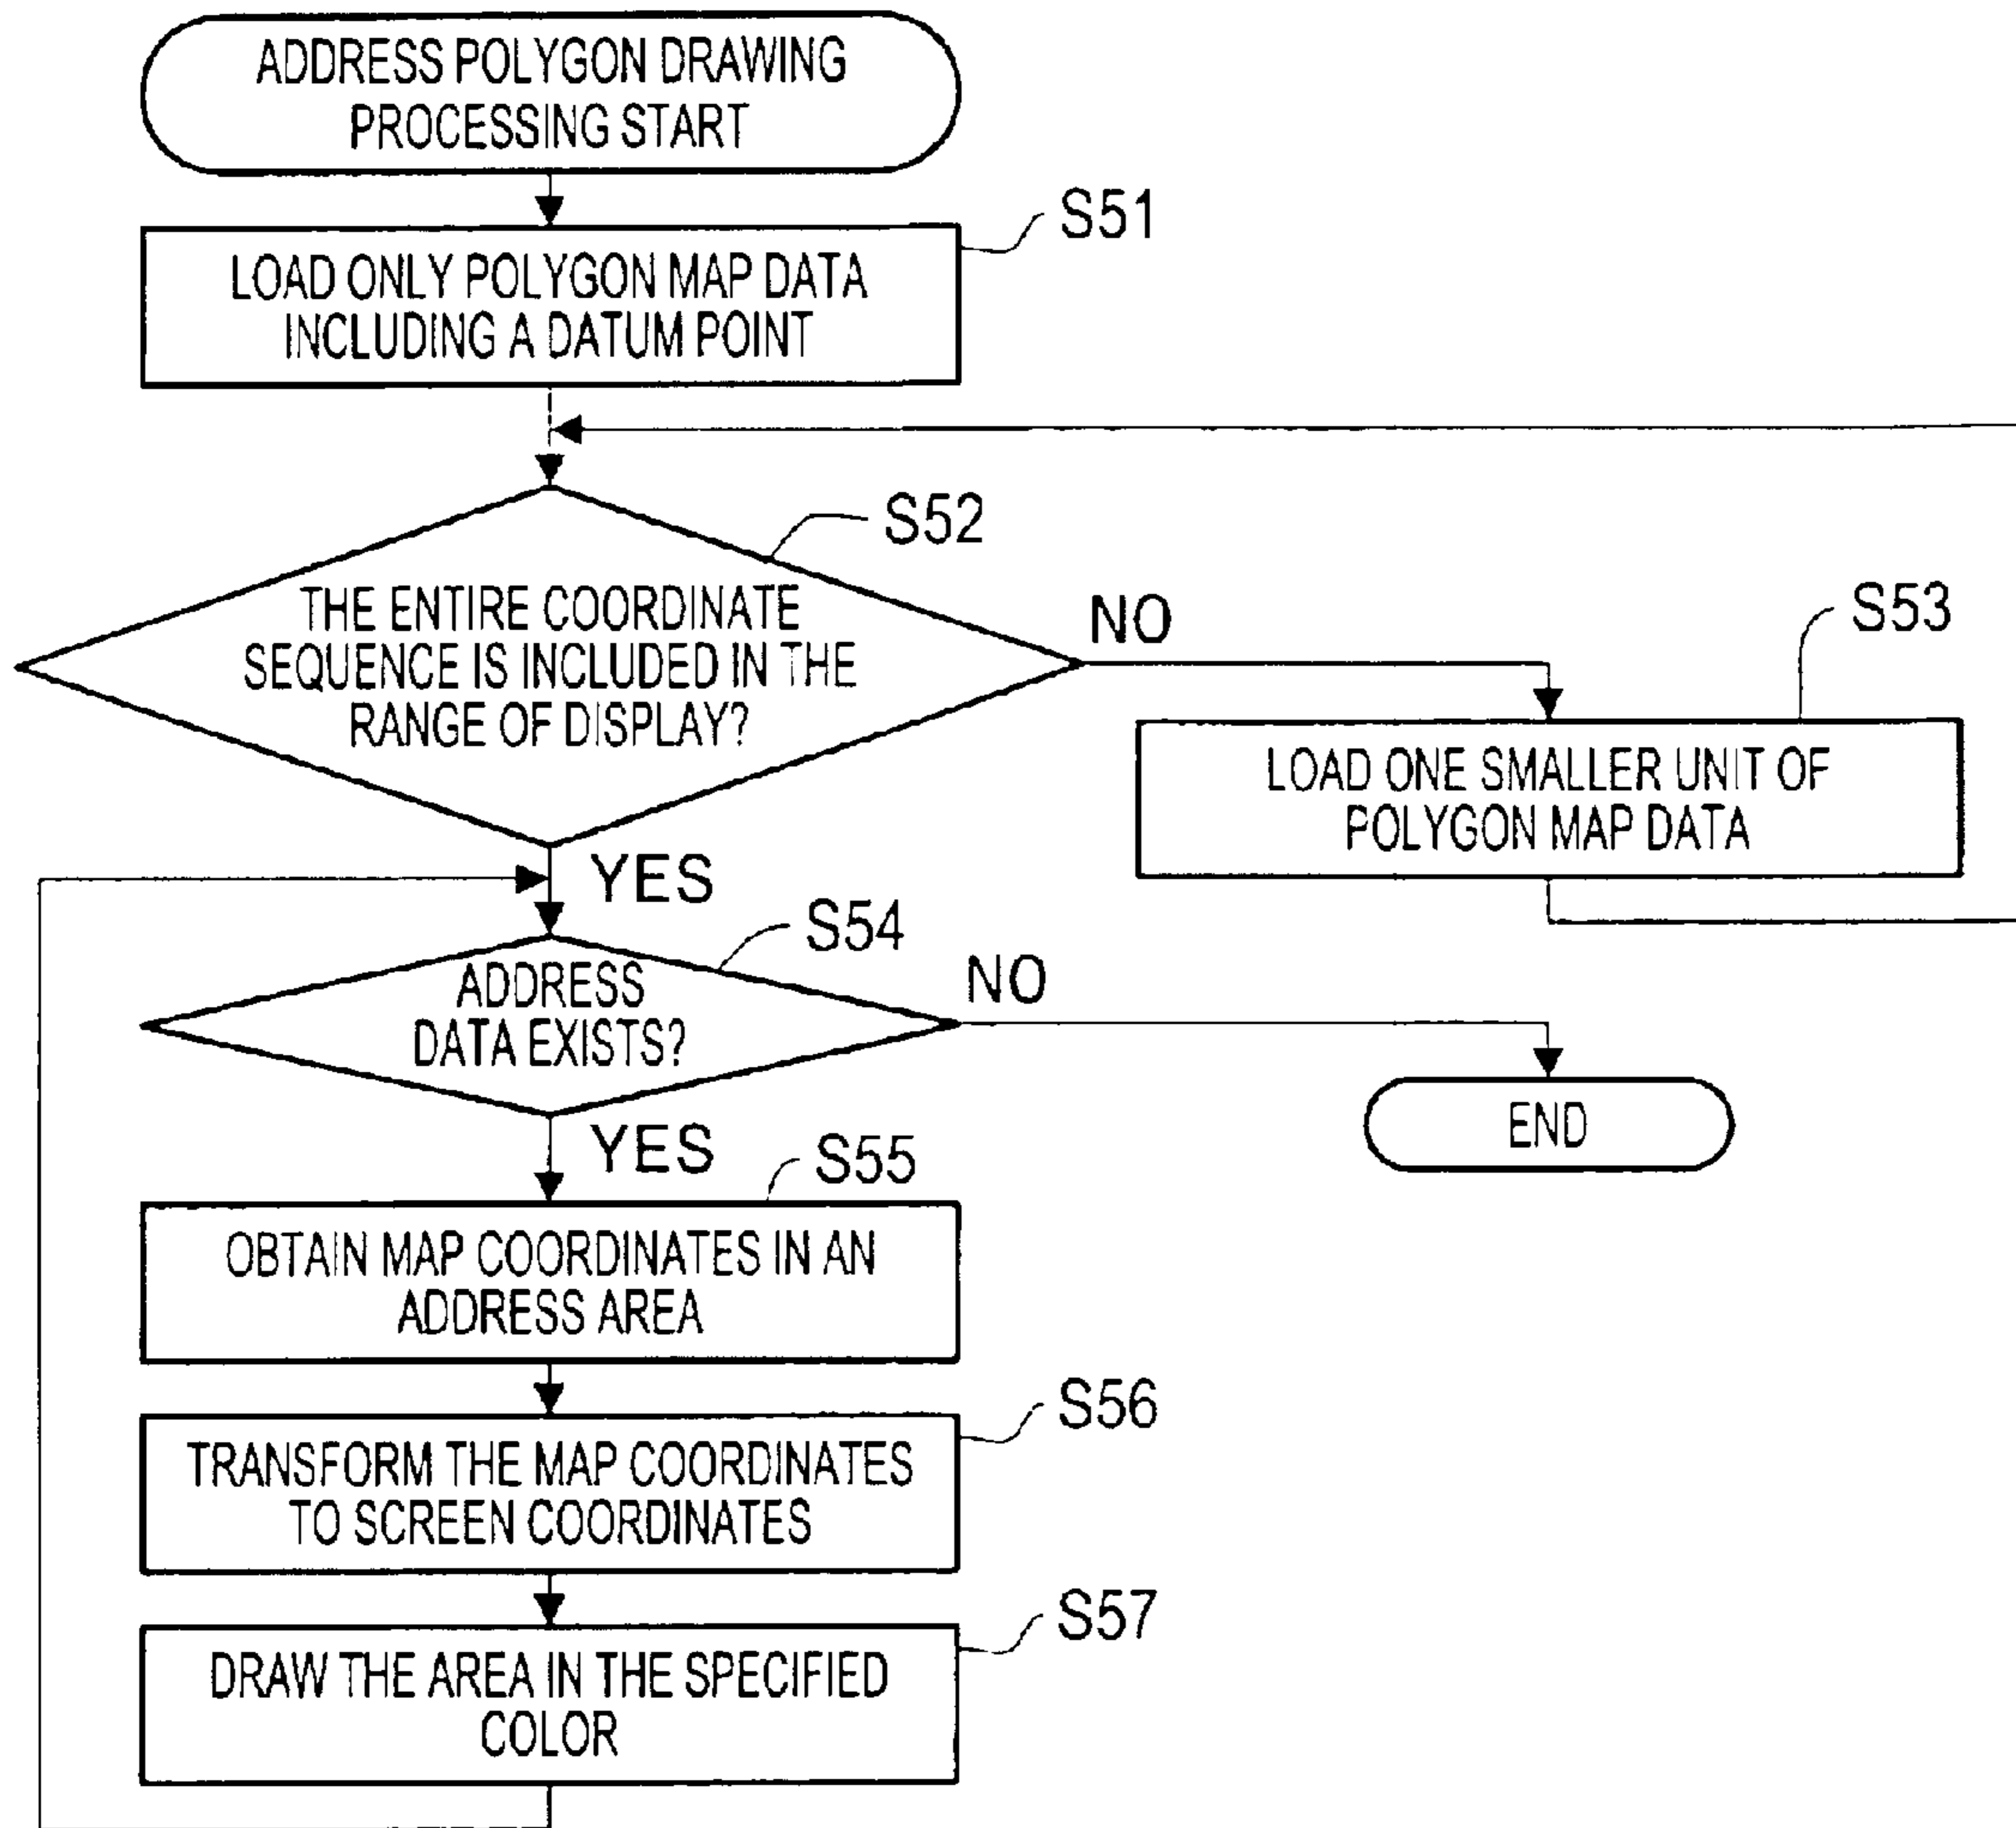 ADDRESS POLYGON DRAWING
PROCESSING START
S51
LOAD ONLY POLYGON MAP DATA
INCLUDING A DATUM POINT
S52
THE ENTIRE COORDINATE
SEQUENCE IS INCLUDED IN THE
RANGE OF DISPLAY?
NO
S53
LOAD ONE SMALLER UNIT OF
POLYGON MAP DATA
YES
S54
ADDRESS
DATA EXISTS?
NO
END
YES
S55
OBTAIN MAP COORDINATES IN AN
ADDRESS AREA
S56
TRANSFORM THE MAP COORDINATES
TO SCREEN COORDINATES
S57
DRAW THE AREA IN THE SPECIFIED
COLOR